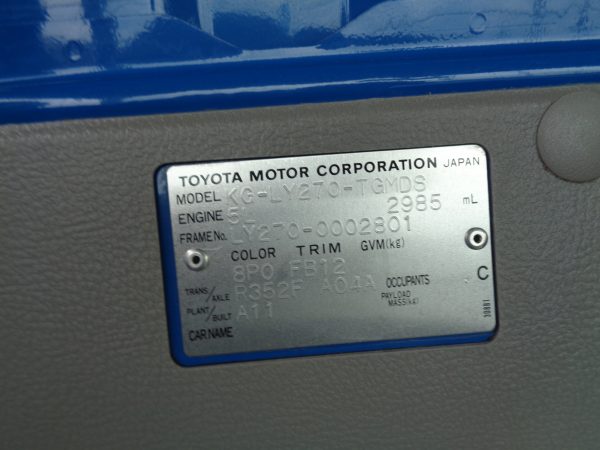 TOYOTA MOTOR CORPORATION JAPAN
MODEL KG-LY270-TGMDS
ENGINE 5L 2985 mL
FRAME No. LY270-0002801
COLOR TRIM GVM(kg)
8P0 FB12
TRANS/AXLE R352F A04A OCCUPANTS C
PLANT/BUILT A11 PAYLOAD MASS(kg)
CAR NAME